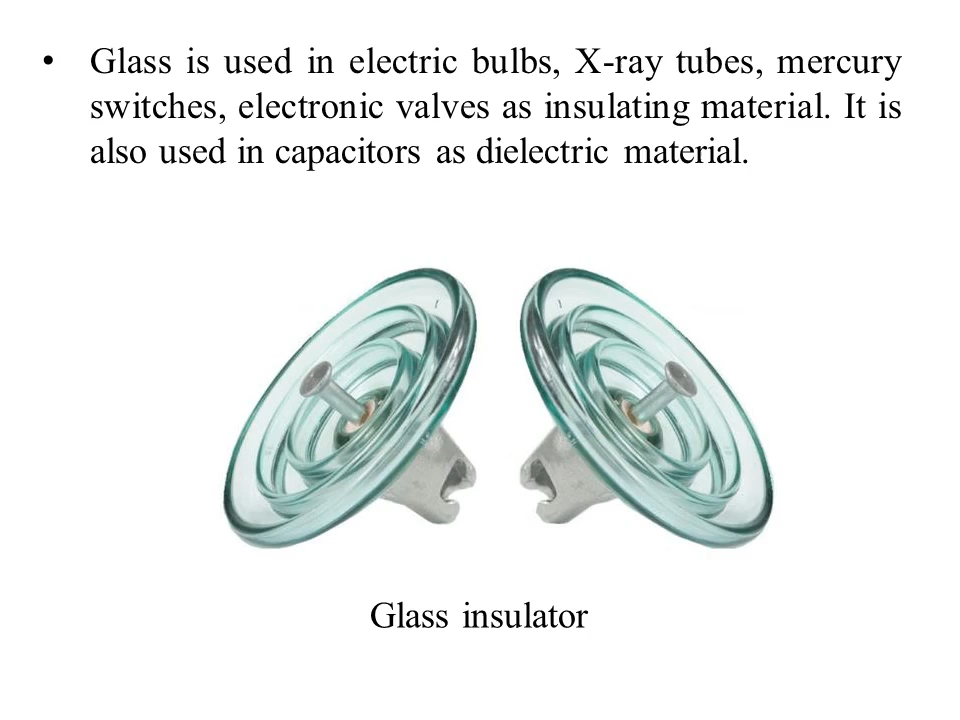 • Glass is used in electric bulbs, X-ray tubes, mercury
switches, electronic valves as insulating material. It is
also used in capacitors as dielectric material.
Glass insulator